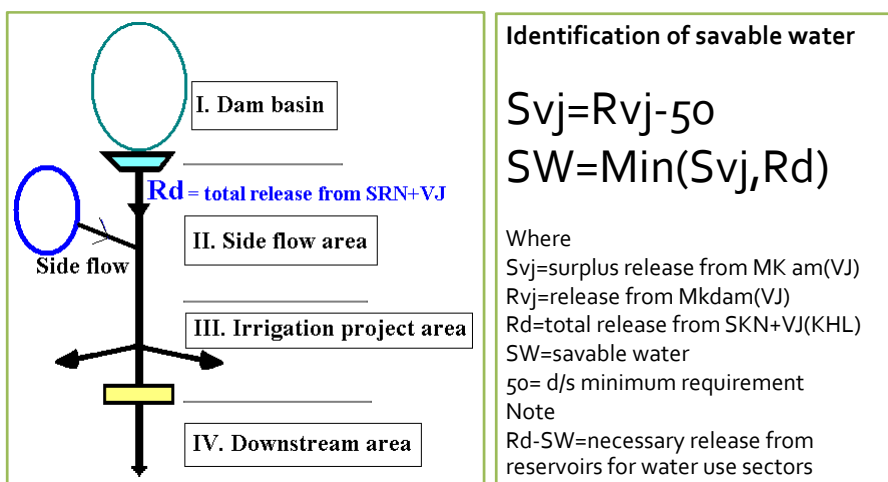 I. Dam basin
Rd = total release from SRN+VJ
II. Side flow area
Side flow
III. Irrigation project area
IV. Downstream area
Identification of savable water
Svj=Rvj-50
SW=Min(Svj,Rd)
Where
Svj=surplus release from MK am(VJ)
Rvj=release from Mkdam(VJ)
Rd=total release from SKN+VJ(KHL)
SW=savable water
50= d/s minimum requirement
Note
Rd-SW=necessary release from
reservoirs for water use sectors